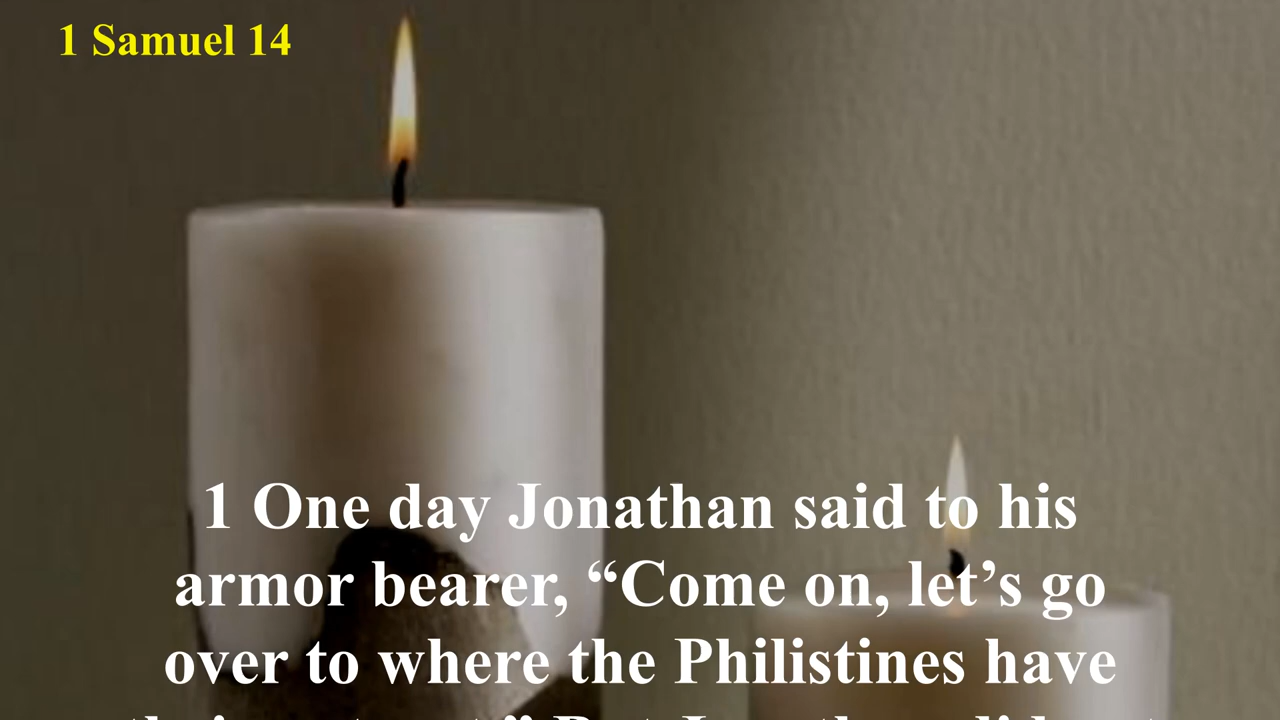 1 Samuel 14
1 One day Jonathan said to his
armor bearer, “Come on, let’s go
over to where the Philistines have